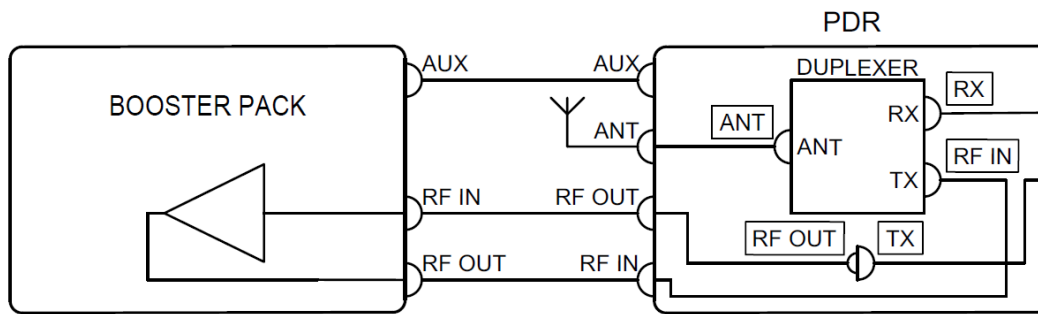 PDR
AUX
AUX
DUPLEXER
RX
BOOSTER PACK
ANT
ANT
RX
ANT
RF IN
TX
RF IN
RF OUT
RF OUT
TX
RF OUT
RF IN